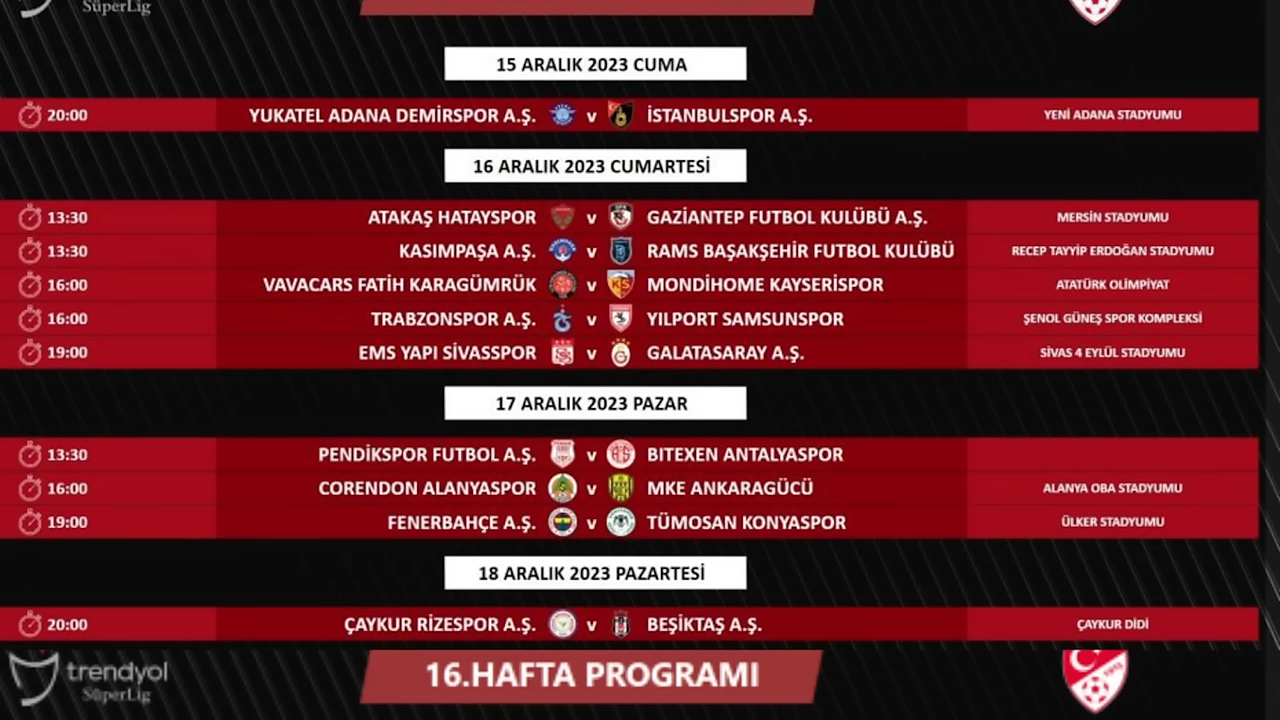 SüperLig
15 ARALIK 2023 CUMA
20:00 YUKATEL ADANA DEMİRSPOR A.Ş. v İSTANBULSPOR A.Ş. YENİ ADANA STADYUMU
16 ARALIK 2023 CUMARTESİ
13:30 ATAKAŞ HATAYSPOR v GAZİANTEP FUTBOL KULÜBÜ A.Ş. MERSİN STADYUMU
13:30 KASIMPAŞA A.Ş. v RAMS BAŞAKŞEHİR FUTBOL KULÜBÜ RECEP TAYYİP ERDOĞAN STADYUMU
16:00 VAVACARS FATİH KARAGÜMRÜK v MONDİHOME KAYSERİSPOR ATATÜRK OLİMPİYAT
16:00 TRABZONSPOR A.Ş. v YILPORT SAMSUNSPOR ŞENOL GÜNEŞ SPOR KOMPLEKSİ
19:00 EMS YAPI SİVASSPOR v GALATASARAY A.Ş. SİVAS 4 EYLÜL STADYUMU
17 ARALIK 2023 PAZAR
13:30 PENDİKSPOR FUTBOL A.Ş. v BITEXEN ANTALYASPOR
16:00 CORENDON ALANYASPOR v MKE ANKARAGÜCÜ ALANYA OBA STADYUMU
19:00 FENERBAHÇE A.Ş. v TÜMOSAN KONYASPOR ÜLKER STADYUMU
18 ARALIK 2023 PAZARTESİ
20:00 ÇAYKUR RİZESPOR A.Ş. v BEŞİKTAŞ A.Ş. ÇAYKUR DİDİ
trendyol
SüperLig
16.HAFTA PROGRAMI